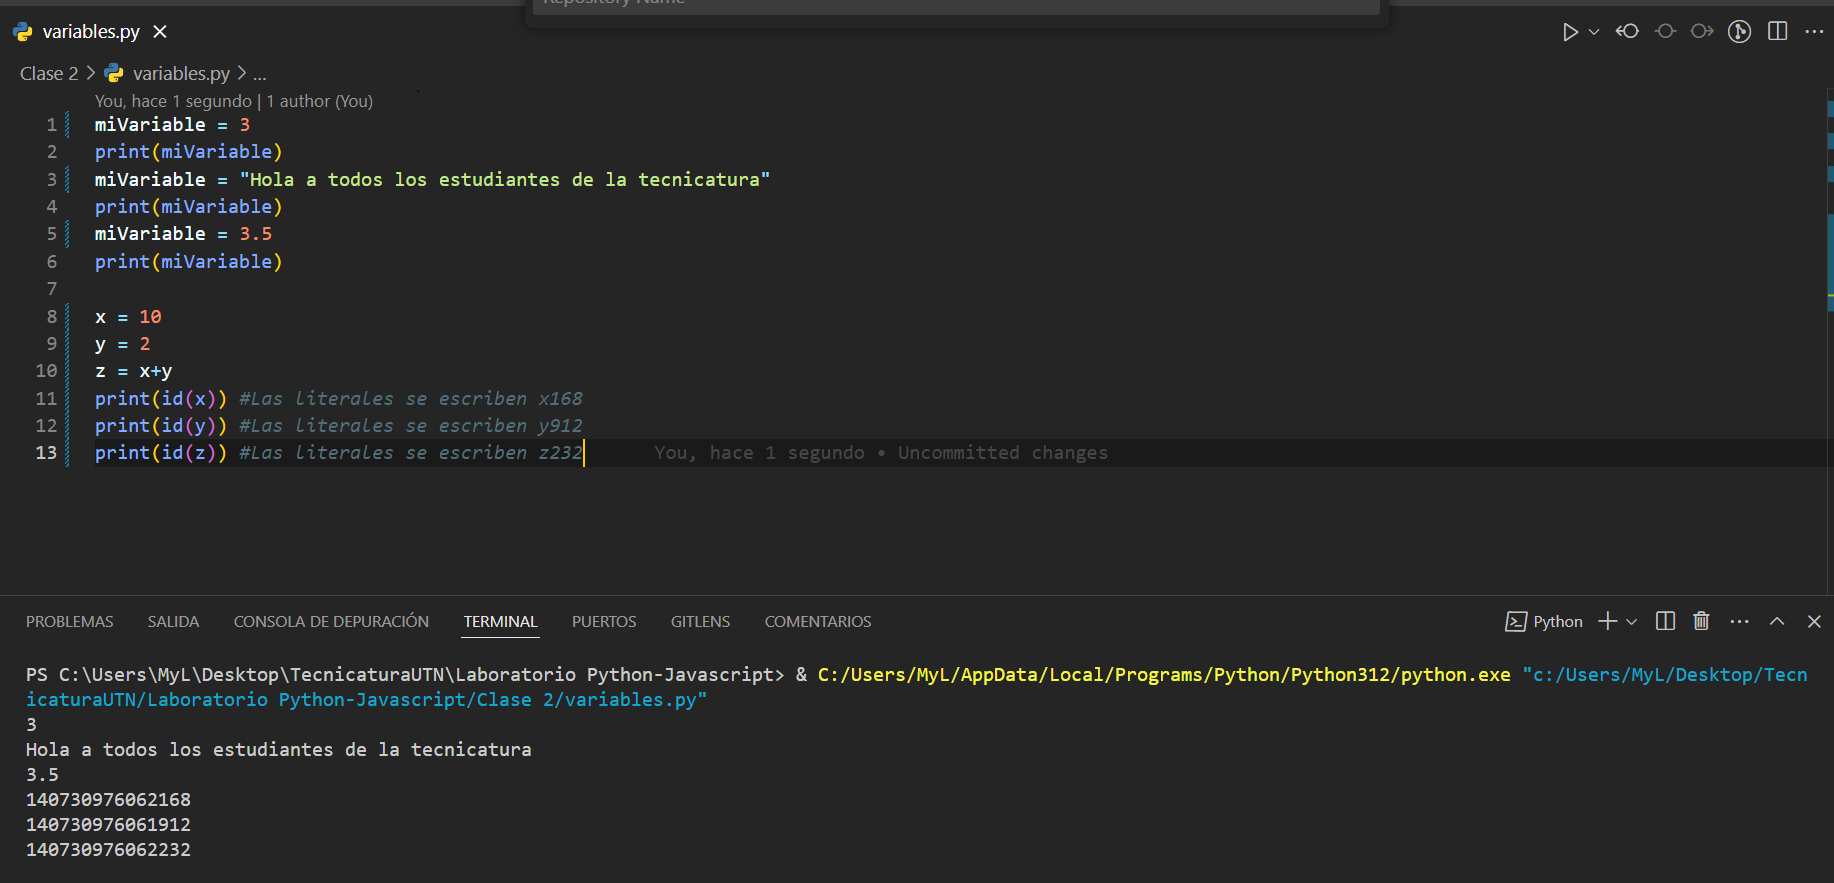 Repository Name
variables.py
Clase 2 > variables.py > ...
You, hace 1 segundo | 1 author (You)
1 miVariable = 3
2 print(miVariable)
3 miVariable = "Hola a todos los estudiantes de la tecnicatura"
4 print(miVariable)
5 miVariable = 3.5
6 print(miVariable)
7
8 x = 10
9 y = 2
10 z = x+y
11 print(id(x)) #Las literales se escriben x168
12 print(id(y)) #Las literales se escriben y912
13 print(id(z)) #Las literales se escriben z232 You, hace 1 segundo • Uncommitted changes
PROBLEMAS SALIDA CONSOLA DE DEPURACIÓN TERMINAL PUERTOS GITLENS COMENTARIOS Python
PS C:\Users\MyL\Desktop\TecnicaturaUTN\Laboratorio Python-Javascript> & C:/Users/MyL/AppData/Local/Programs/Python/Python312/python.exe "c:/Users/MyL/Desktop/Tecn
icaturaUTN/Laboratorio Python-Javascript/Clase 2/variables.py"
3
Hola a todos los estudiantes de la tecnicatura
3.5
140730976062168
140730976061912
140730976062232